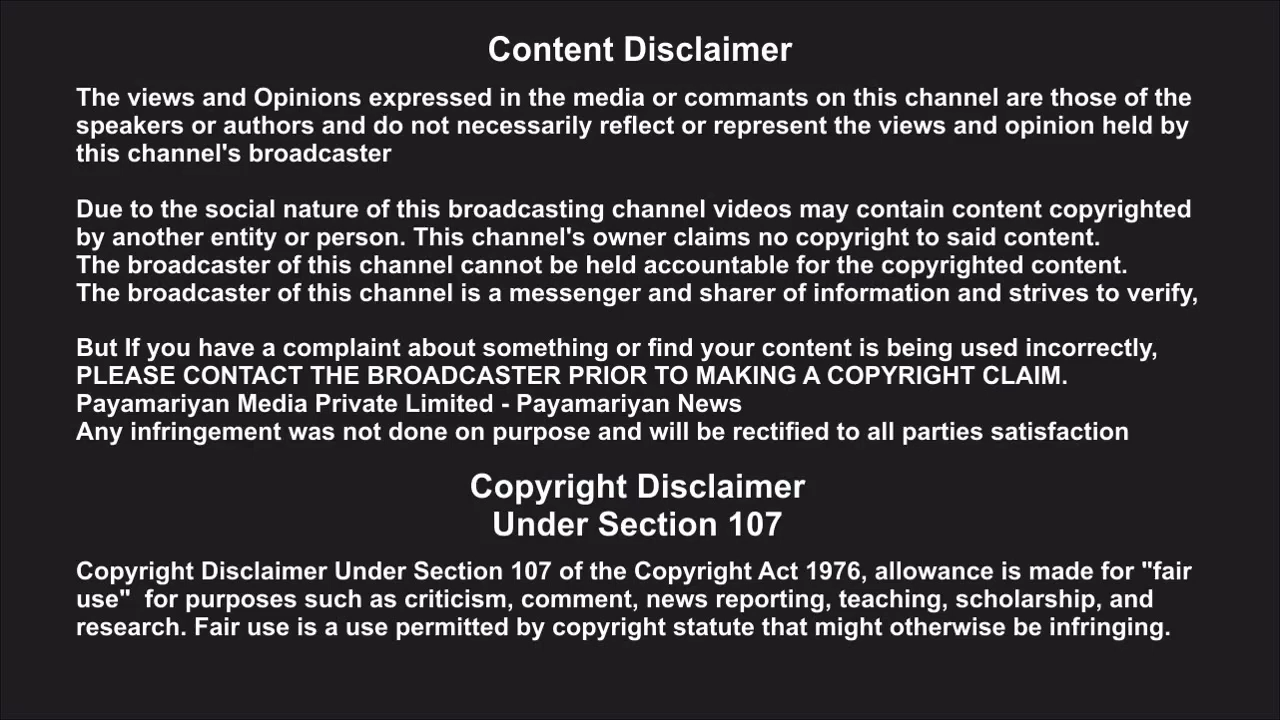 Content Disclaimer
The views and Opinions expressed in the media or commants on this channel are those of the
speakers or authors and do not necessarily reflect or represent the views and opinion held by
this channel's broadcaster
Due to the social nature of this broadcasting channel videos may contain content copyrighted
by another entity or person. This channel's owner claims no copyright to said content.
The broadcaster of this channel cannot be held accountable for the copyrighted content.
The broadcaster of this channel is a messenger and sharer of information and strives to verify,
But If you have a complaint about something or find your content is being used incorrectly,
PLEASE CONTACT THE BROADCASTER PRIOR TO MAKING A COPYRIGHT CLAIM.
Payamariyan Media Private Limited - Payamariyan News
Any infringement was not done on purpose and will be rectified to all parties satisfaction
Copyright Disclaimer
Under Section 107
Copyright Disclaimer Under Section 107 of the Copyright Act 1976, allowance is made for "fair
use"  for purposes such as criticism, comment, news reporting, teaching, scholarship, and
research. Fair use is a use permitted by copyright statute that might otherwise be infringing.